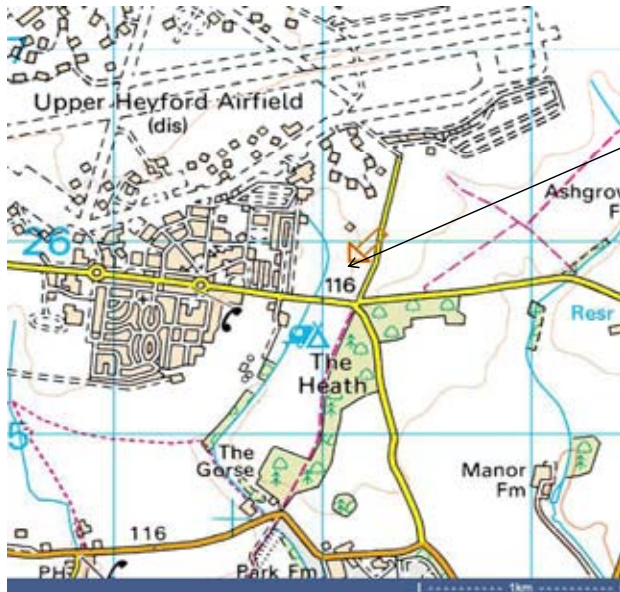 Upper Heyford Airfield
(dis)
Ashgrov
F
26
116
Resr
The
Heath
5
The
Gorse
Manor
Fm
116
PH
Park Fm
Tr
1km